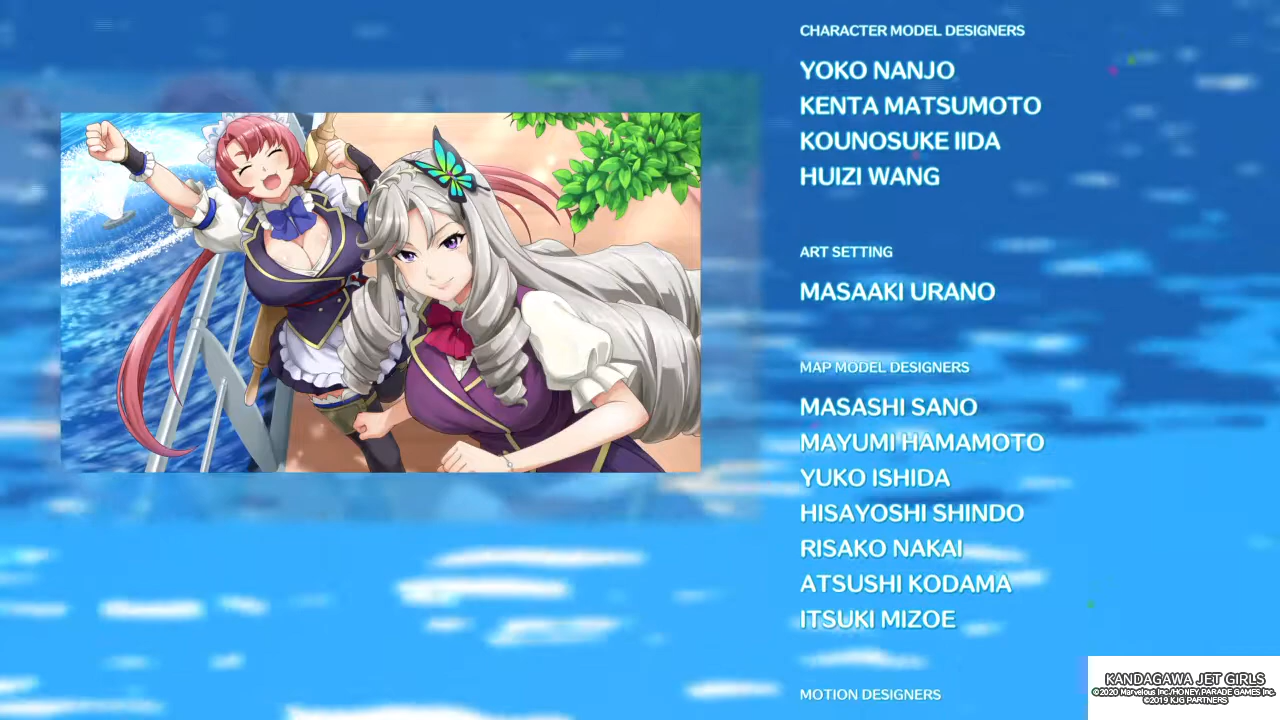 CHARACTER MODEL DESIGNERS
YOKO NANJO
KENTA MATSUMOTO
KOUNOSUKE IIDA
HUIZI WANG
ART SETTING
MASAAKI URANO
MAP MODEL DESIGNERS
MASASHI SANO
MAYUMI HAMAMOTO
YUKO ISHIDA
HISAYOSHI SHINDO
RISAKO NAKAI
ATSUSHI KODAMA
ITSUKI MIZOE
MOTION DESIGNERS
KANDAGAWA JET GIRLS
©2020 Marvelous Inc./HONEY PARADE GAMES Inc.
©2019 KJG PARTNERS